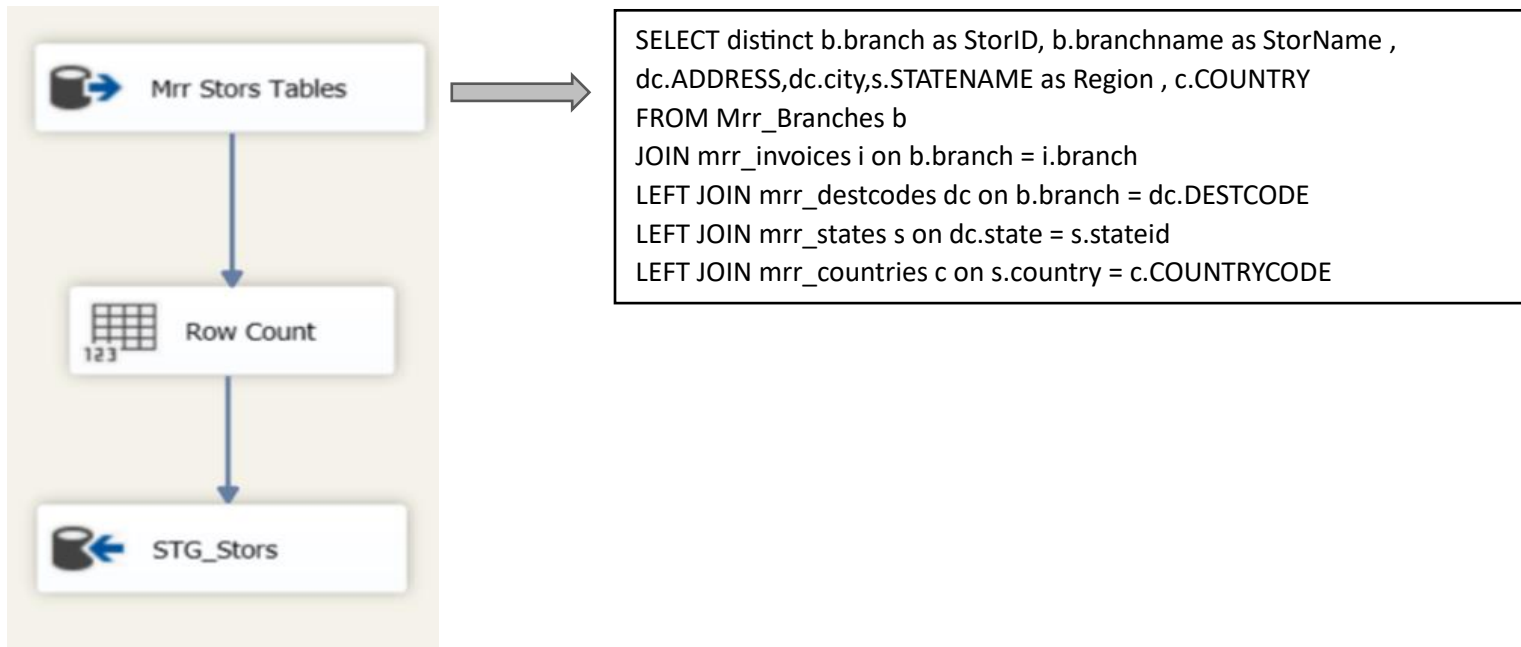 Mrr Stors Tables
SELECT distinct b.branch as StorID, b.branchname as StorName ,
dc.ADDRESS,dc.city,s.STATENAME as Region , c.COUNTRY
FROM Mrr_Branches b
JOIN mrr_invoices i on b.branch = i.branch
LEFT JOIN mrr_destcodes dc on b.branch = dc.DESTCODE
LEFT JOIN mrr_states s on dc.state = s.stateid
LEFT JOIN mrr_countries c on s.country = c.COUNTRYCODE
123
Row Count
STG_Stors